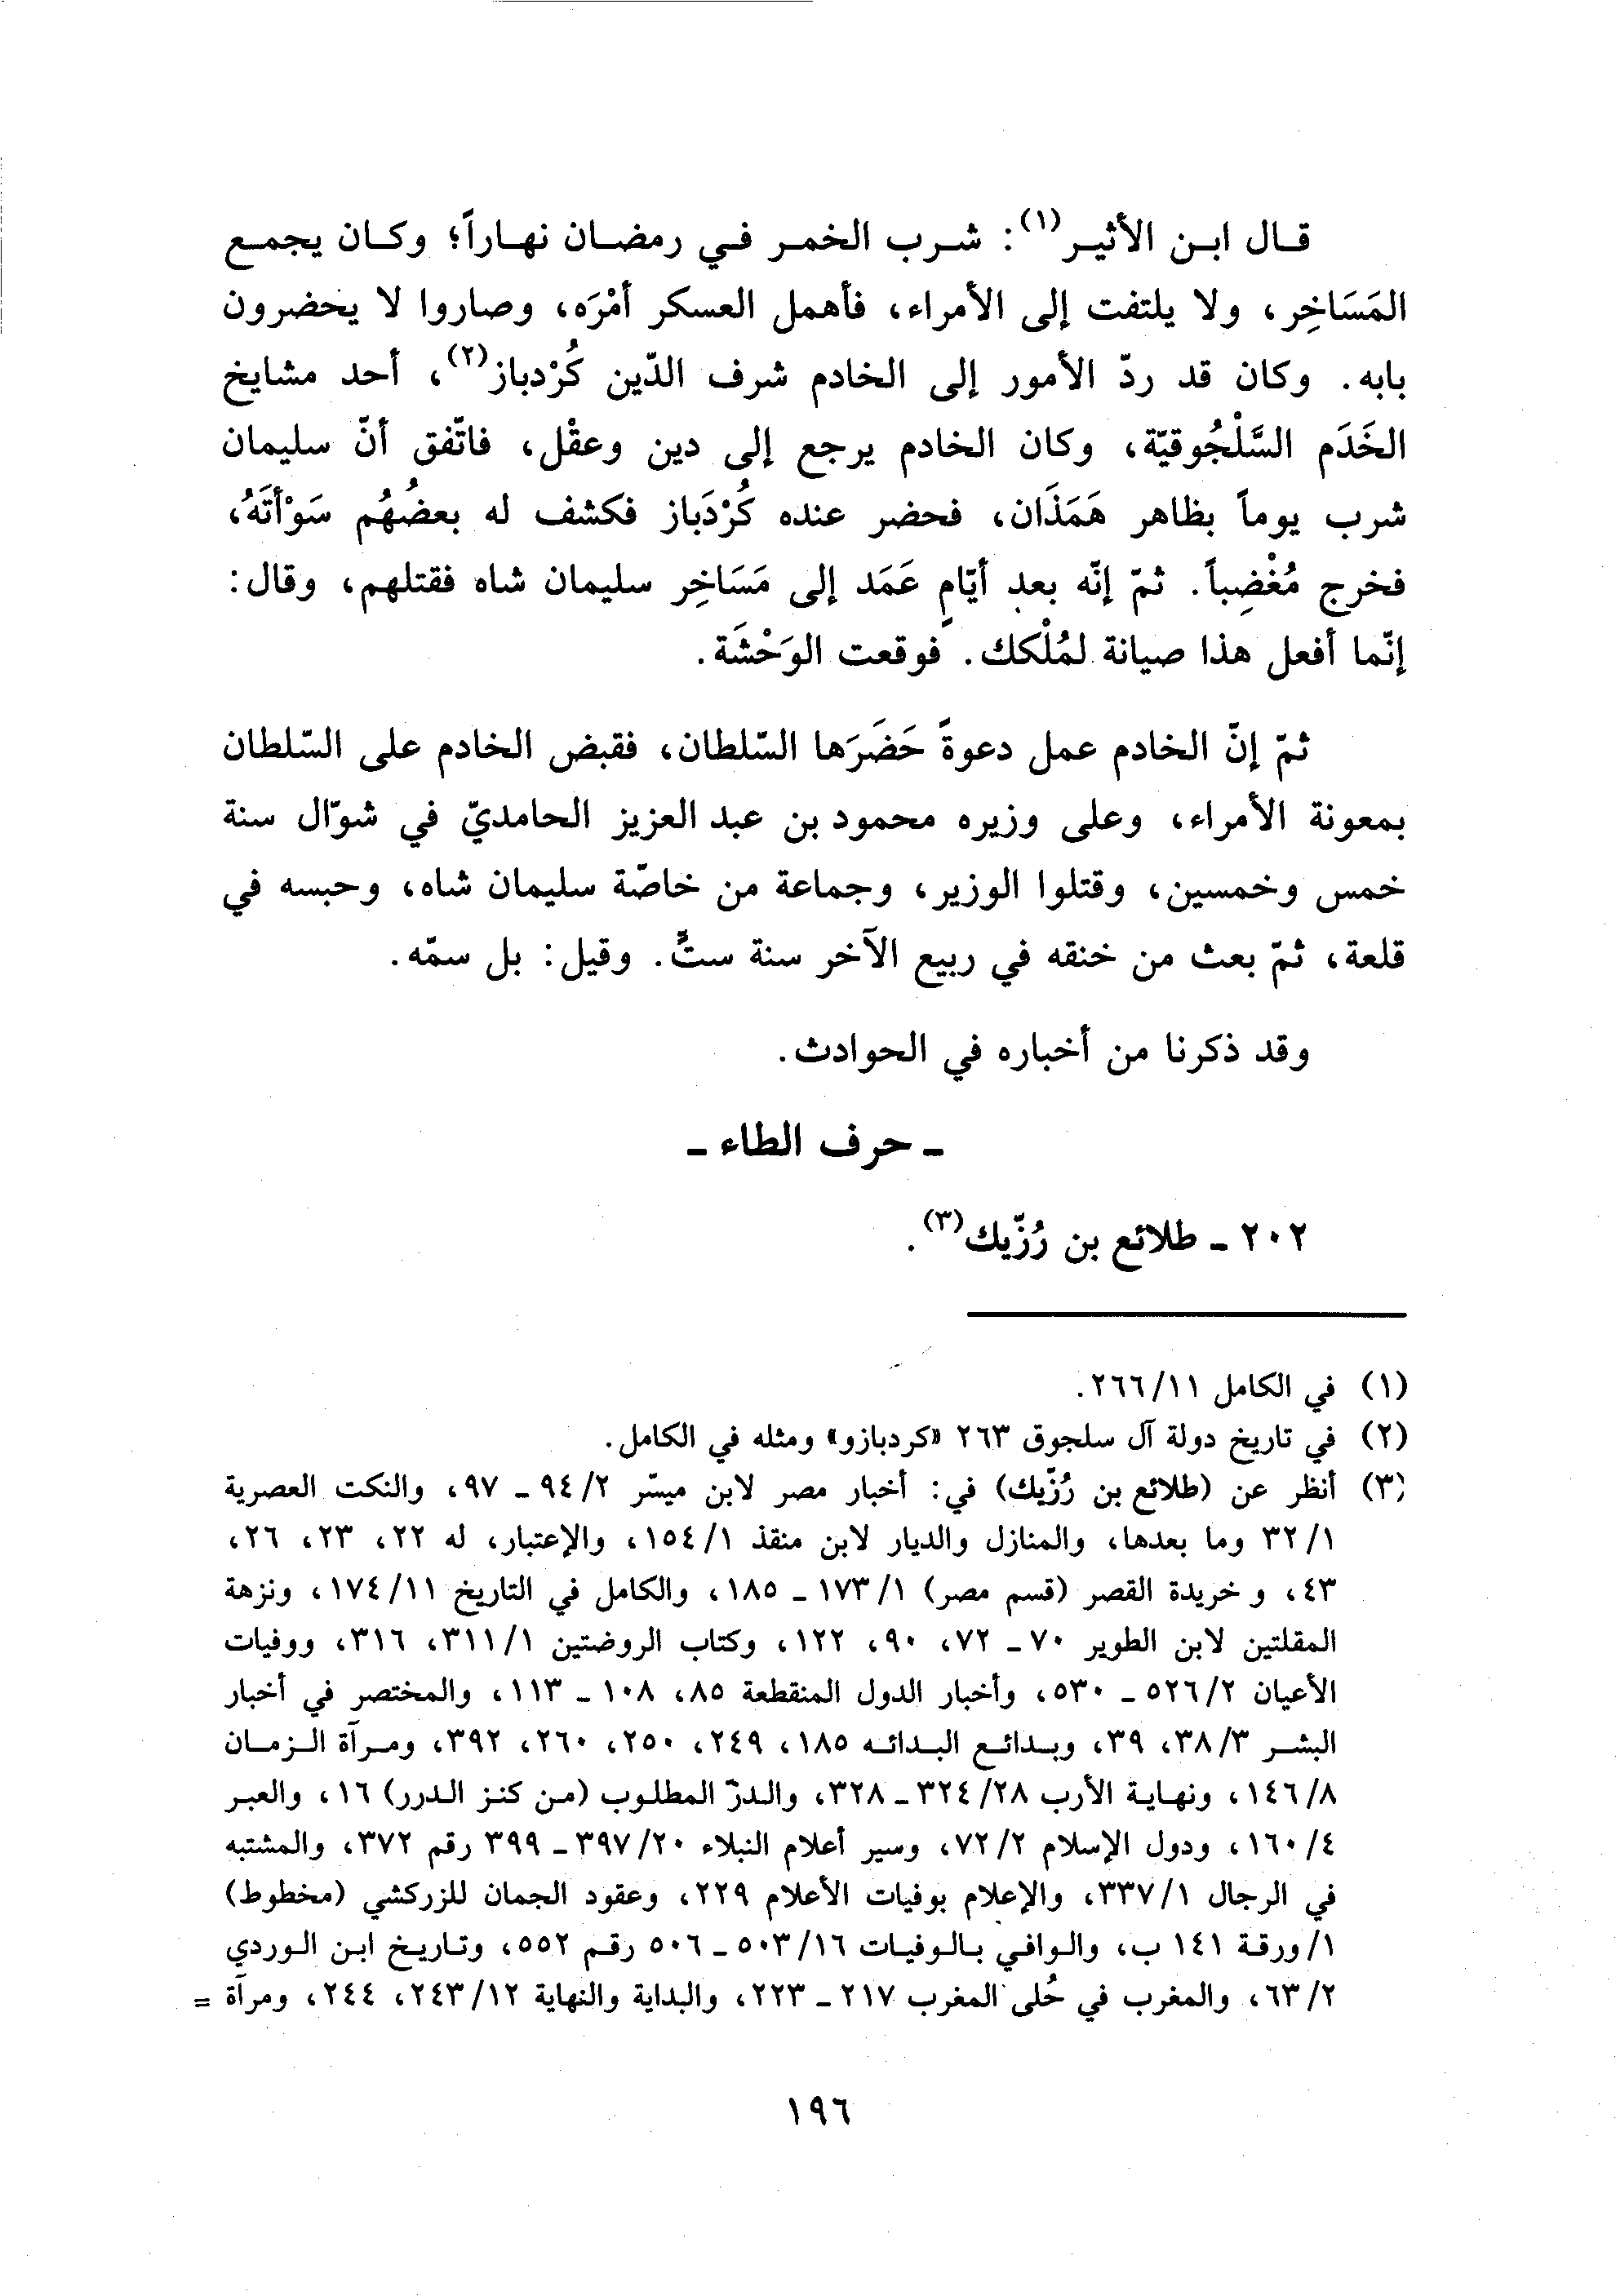 قال ابن الأثير(١): شرب الخمر في رمضان نهاراً؛ وكان يجمع
المَسَاخِر، ولا يلتفت إلى الأمراء، فأهمل العسكر أمْرَه، وصاروا لا يحضرون
بابه. وكان قد ردّ الأمور إلى الخادم شرف الدّين كُرْدباز(٢)، أحد مشايخ
الخَدَم السَّلْجُوقيّة، وكان الخادم يرجع إلى دين وعقْل، فاتّفق أنّ سليمان
شرب يوماً بظاهر هَمَذَان، فحضر عنده كُرْدَباز فكشف له بعضُهُم سَوْأتَهُ،
فخرج مُغْضِباً. ثمّ إنّه بعد أيّامٍ عَمَد إلى مَسَاخِر سليمان شاه فقتلهم، وقال:
إنّما أفعل هذا صيانة لمُلْكك. فوقعت الوَحْشَة.
ثمّ إنّ الخادم عمل دعوةً حَضَرَها السّلطان، فقبض الخادم على السّلطان
بمعونة الأمراء، وعلى وزيره محمود بن عبد العزيز الحامديّ في شوّال سنة
خمس وخمسين، وقتلوا الوزير، وجماعة من خاصّة سليمان شاه، وحبسه في
قلعة، ثمّ بعث من خنقه في ربيع الآخر سنة ستٍّ. وقيل: بل سمّه.
وقد ذكرنا من أخباره في الحوادث.
ـ حرف الطاء ـ
٢٠٢ ـ طلائع بن رُزّيك(٣).
(١) في الكامل ٢٦٦/١١.
(٢) في تاريخ دولة آل سلجوق ٢٦٣ «كردبازو» ومثله في الكامل.
(٣) أنظر عن (طلائع بن رُزّيك) في: أخبار مصر لابن ميسّر ٩٤/٢ ـ ٩٧، والنكت العصرية
٣٢/١ وما بعدها، والمنازل والديار لابن منقذ ١٥٤/١، والإعتبار، له ٢٢، ٢٣، ٢٦،
٤٣، و خريدة القصر (قسم مصر) ١٧٣/١ ـ ١٨٥، والكامل في التاريخ ١٧٤/١١، ونزهة
المقلتين لابن الطوير ٧٠ ـ ٧٢، ٩٠، ١٢٢، وكتاب الروضتين ٣١١/١، ٣١٦، ووفيات
الأعيان ٥٢٦/٢ ـ ٥٣٠، وأخبار الدول المنقطعة ٨٥، ١٠٨ ـ ١١٣، والمختصر في أخبار
البشر ٣٨/٣، ٣٩، وبدائع البدائه ١٨٥، ٢٤٩، ٢٥٠، ٢٦٠، ٣٩٢، ومرآة الزمان
١٤٦/٨، ونهاية الأرب ٣٢٤/٢٨ ـ ٣٢٨، والدرّ المطلوب (من كنز الدرر) ١٦، والعبر
١٦٠/٤، ودول الإسلام ٧٢/٢، وسير أعلام النبلاء ٣٩٧/٢٠ ـ ٣٩٩ رقم ٣٧٢، والمشتبه
في الرجال ٣٣٧/١، والإعلام بوفيات الأعلام ٢٢٩، وعقود الجمان للزركشي (مخطوط)
١/ورقة ١٤١ ب، والوافي بالوفيات ٥٠٣/١٦ ـ ٥٠٦ رقم ٥٥٢، وتاريخ ابن الوردي
٦٣/٢، والمغرب في حُلى المغرب ٢١٧ ـ ٢٢٣، والبداية والنهاية ٢٤٣/١٢، ٢٤٤، ومرآة =
١٩٦